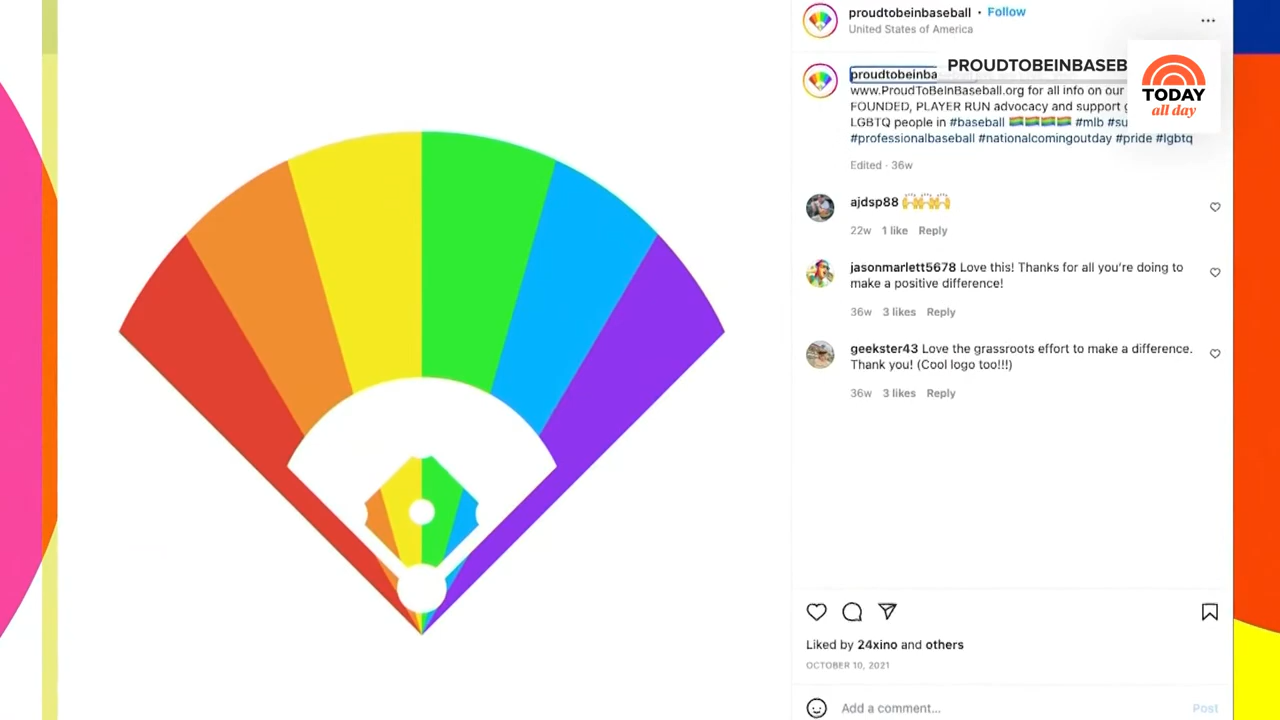 proudtobeinbaseball • Follow
United States of America
PROUDTOBEINBASEB
TODAY
all day
proudtobeinba
www.ProudToBeInBaseball.org for all info on our
FOUNDED, PLAYER RUN advocacy and support g
LGBTQ people in #baseball 🏳️‍🌈🏳️‍🌈🏳️‍🌈🏳️‍🌈 #mlb #su
#professionalbaseball #nationalcomingoutday #pride #lgbtq
Edited · 36w
ajdsp88 🙌🙌🙌
22w 1 like Reply
jasonmarlett5678 Love this! Thanks for all you're doing to
make a positive difference!
36w 3 likes Reply
geekster43 Love the grassroots effort to make a difference.
Thank you! (Cool logo too!!!)
36w 3 likes Reply
Liked by 24xino and others
OCTOBER 10, 2021
Add a comment...
Post